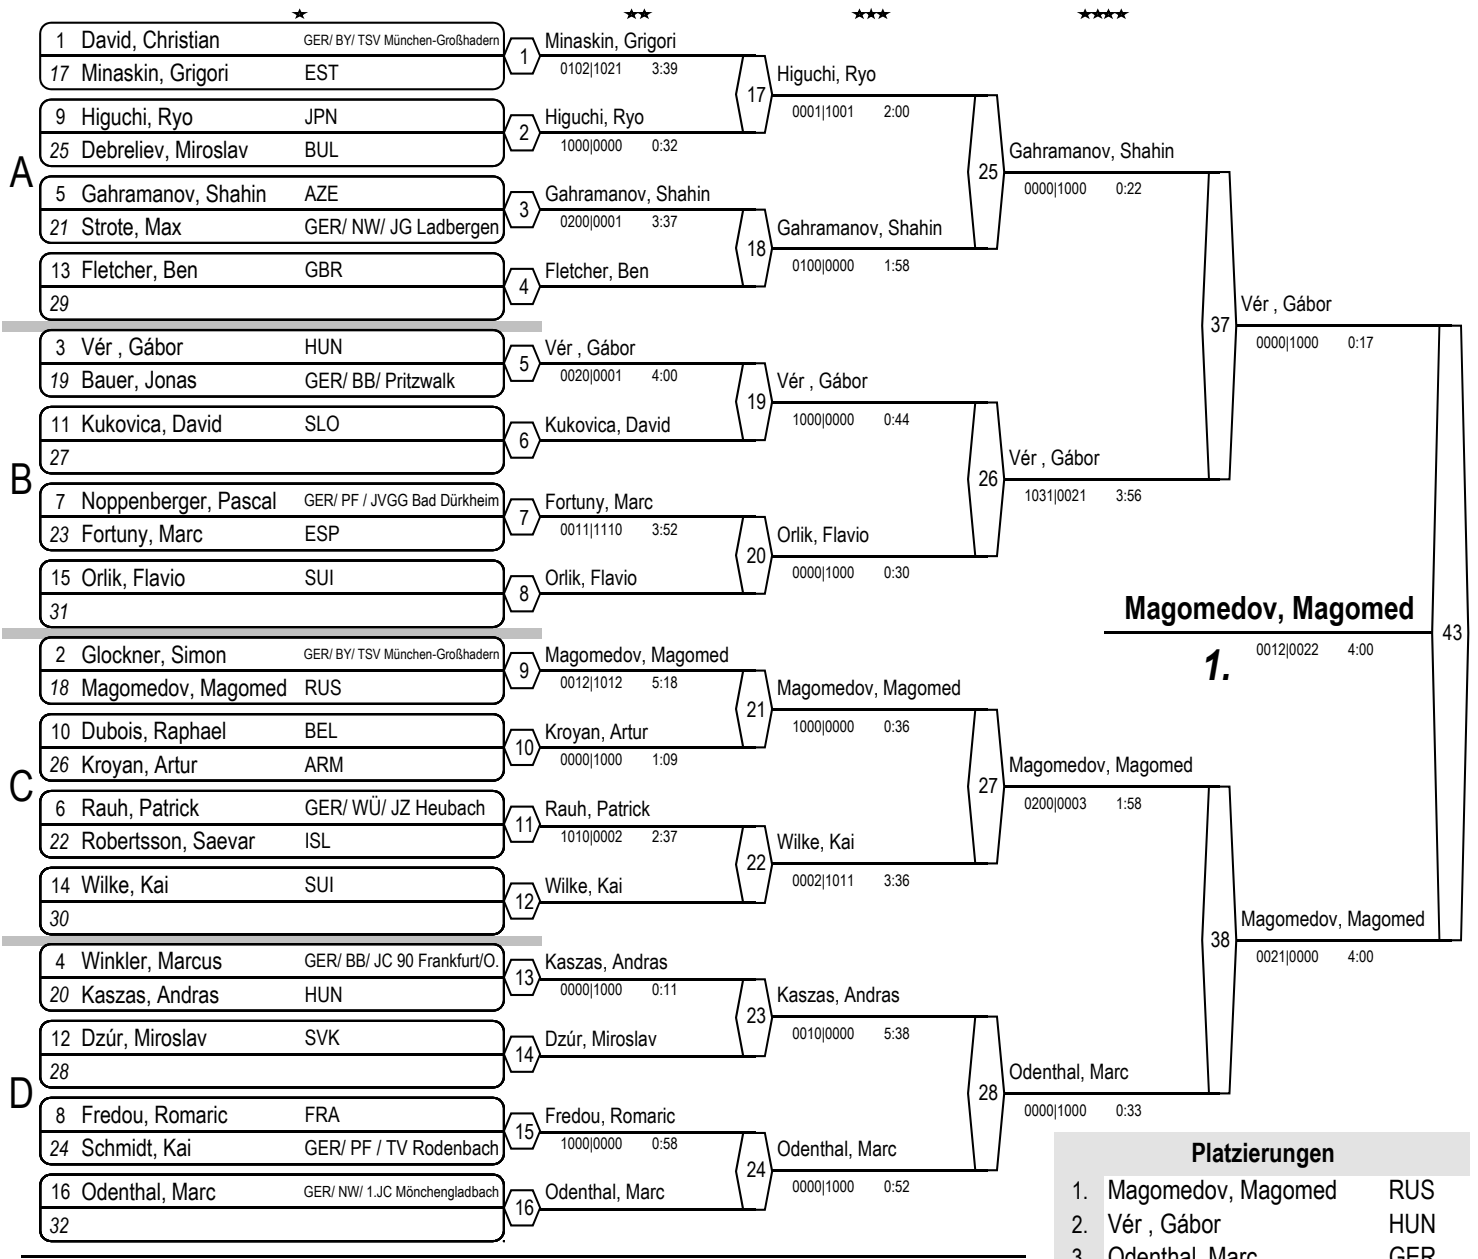 ★ ★★ ★★★ ★★★★
A
1 David, Christian GER/ BY/ TSV München-Großhadern
17 Minaskin, Grigori EST
9 Higuchi, Ryo JPN
25 Debreliev, Miroslav BUL
5 Gahramanov, Shahin AZE
21 Strote, Max GER/ NW/ JG Ladbergen
13 Fletcher, Ben GBR
29
B
3 Vér , Gábor HUN
19 Bauer, Jonas GER/ BB/ Pritzwalk
11 Kukovica, David SLO
27
7 Noppenberger, Pascal GER/ PF / JVGG Bad Dürkheim
23 Fortuny, Marc ESP
15 Orlik, Flavio SUI
31
C
2 Glockner, Simon GER/ BY/ TSV München-Großhadern
18 Magomedov, Magomed RUS
10 Dubois, Raphael BEL
26 Kroyan, Artur ARM
6 Rauh, Patrick GER/ WÜ/ JZ Heubach
22 Robertsson, Saevar ISL
14 Wilke, Kai SUI
30
D
4 Winkler, Marcus GER/ BB/ JC 90 Frankfurt/O.
20 Kaszas, Andras HUN
12 Dzúr, Miroslav SVK
28
8 Fredou, Romaric FRA
24 Schmidt, Kai GER/ PF / TV Rodenbach
16 Odenthal, Marc GER/ NW/ 1.JC Mönchengladbach
32
1 Minaskin, Grigori
0102|1021 3:39
2 Higuchi, Ryo
1000|0000 0:32
3 Gahramanov, Shahin
0200|0001 3:37
4 Fletcher, Ben
5 Vér , Gábor
0020|0001 4:00
6 Kukovica, David
7 Fortuny, Marc
0011|1110 3:52
8 Orlik, Flavio
9 Magomedov, Magomed
0012|1012 5:18
10 Kroyan, Artur
0000|1000 1:09
11 Rauh, Patrick
1010|0002 2:37
12 Wilke, Kai
13 Kaszas, Andras
0000|1000 0:11
14 Dzúr, Miroslav
15 Fredou, Romaric
1000|0000 0:58
16 Odenthal, Marc
17 Higuchi, Ryo
0001|1001 2:00
18 Gahramanov, Shahin
0100|0000 1:58
19 Vér , Gábor
1000|0000 0:44
20 Orlik, Flavio
0000|1000 0:30
21 Magomedov, Magomed
1000|0000 0:36
22 Wilke, Kai
0002|1011 3:36
23 Kaszas, Andras
0010|0000 5:38
24 Odenthal, Marc
0000|1000 0:52
25 Gahramanov, Shahin
0000|1000 0:22
26 Vér , Gábor
1031|0021 3:56
27 Magomedov, Magomed
0200|0003 1:58
28 Odenthal, Marc
0000|1000 0:33
37 Vér , Gábor
0000|1000 0:17
38 Magomedov, Magomed
0021|0000 4:00
43
Magomedov, Magomed
1. 0012|0022 4:00
Platzierungen
1. Magomedov, Magomed RUS
2. Vér , Gábor HUN
3. Odenthal, Marc GER